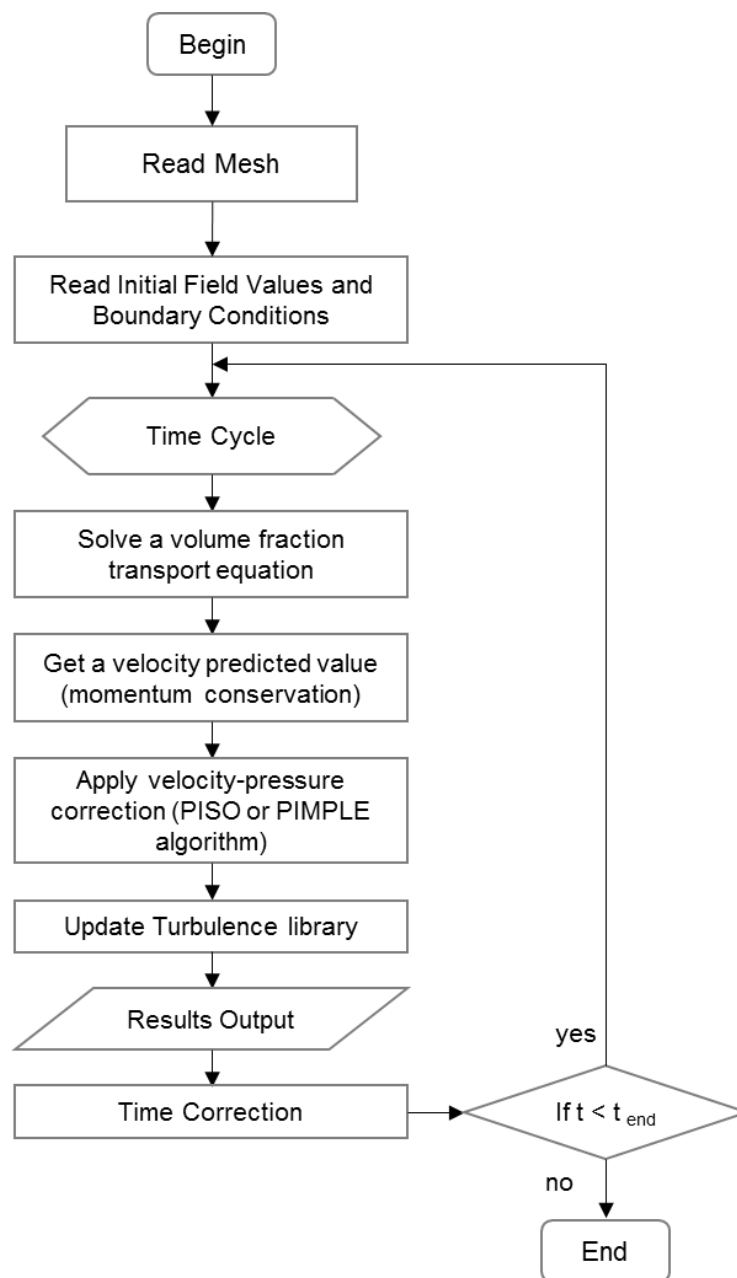 Begin
Read Mesh
Read Initial Field Values and
Boundary Conditions
Time Cycle
Solve a volume fraction
transport equation
Get a velocity predicted value
(momentum conservation)
Apply velocity-pressure
correction (PISO or PIMPLE
algorithm)
Update Turbulence library
Results Output
Time Correction
If t < t end
yes
no
End